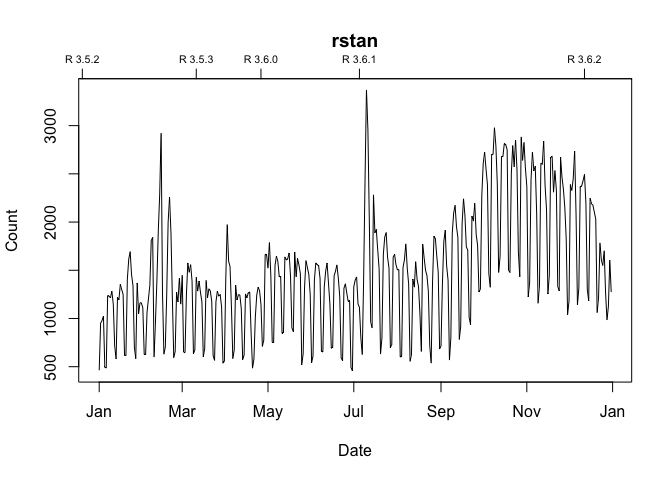 rstan
R 3.5.2 R 3.5.3 R 3.6.0 R 3.6.1 R 3.6.2
3000
2000
1000
500
Count
Jan Mar May Jul Sep Nov Jan
Date